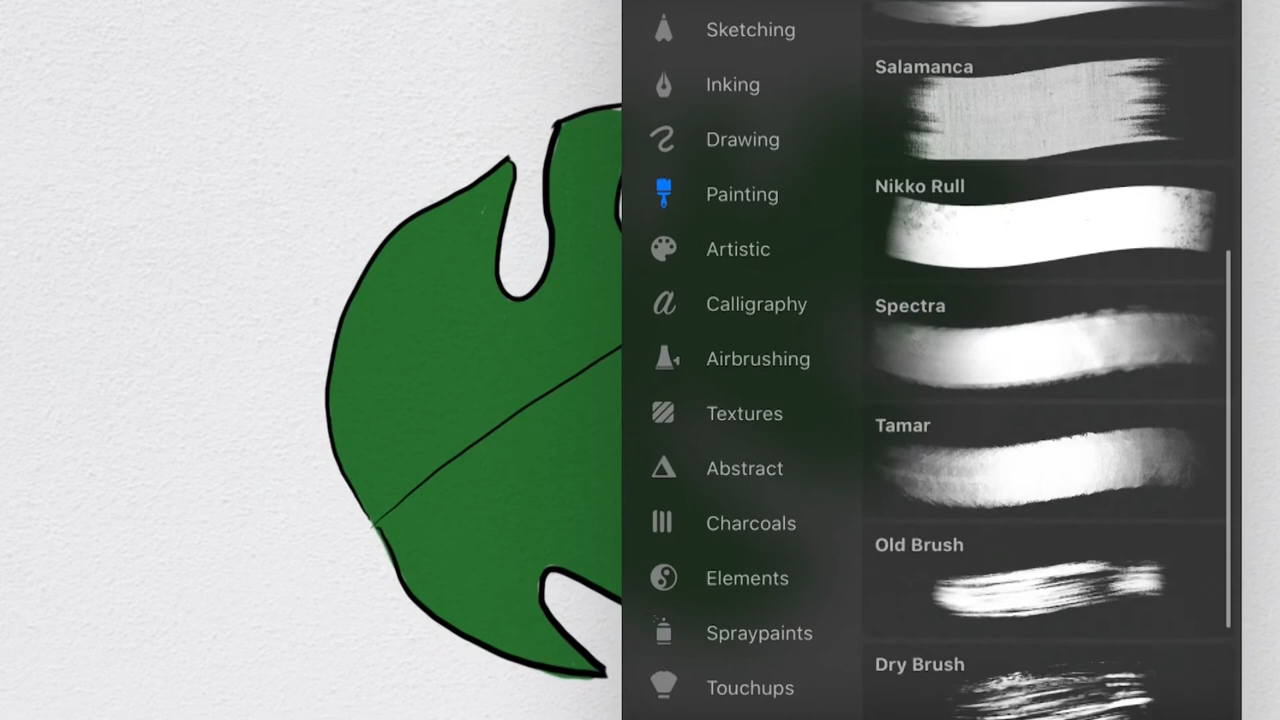 Sketching
Inking
Drawing
Painting
Artistic
Calligraphy
Airbrushing
Textures
Abstract
Charcoals
Elements
Spraypaints
Touchups
Salamanca
Nikko Rull
Spectra
Tamar
Old Brush
Dry Brush